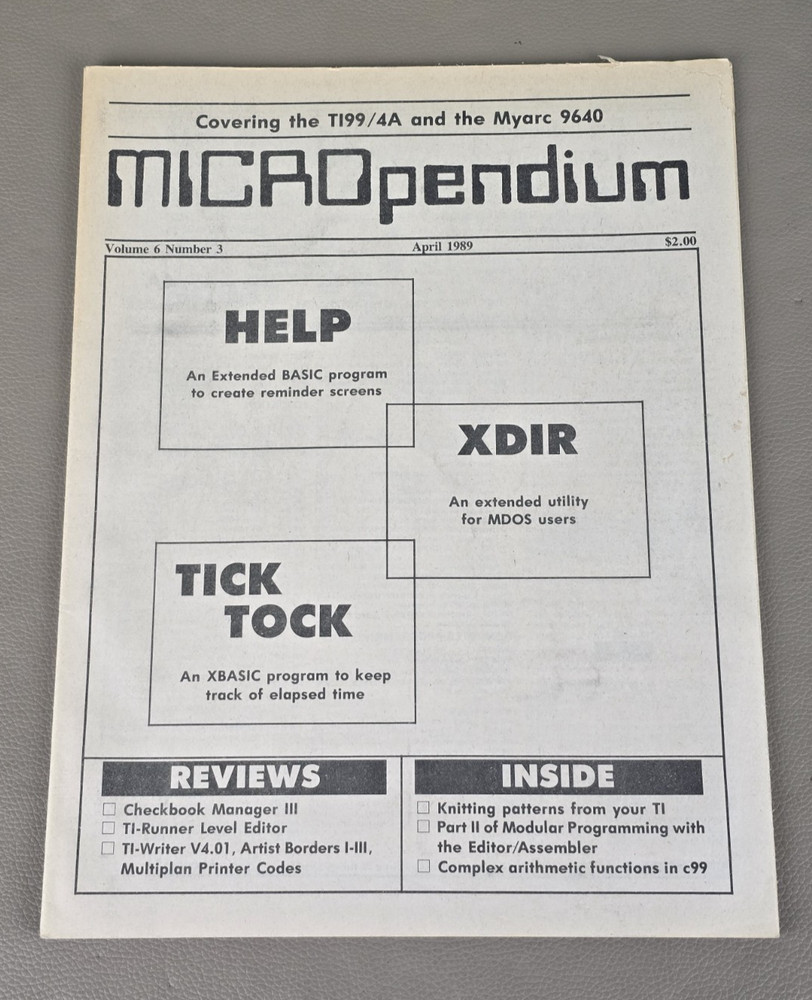 Covering the TI99/4A and the Myarc 9640
MICROpendium
Volume 6 Number 3 April 1989 $2.00
HELP
An Extended BASIC program
to create reminder screens
XDIR
An extended utility
for MDOS users
TICK
TOCK
An XBASIC program to keep
track of elapsed time
REVIEWS
☐ Checkbook Manager III
☐ TI-Runner Level Editor
☐ TI-Writer V4.01, Artist Borders I-III,
Multiplan Printer Codes
INSIDE
☐ Knitting patterns from your TI
☐ Part II of Modular Programming with
the Editor/Assembler
☐ Complex arithmetic functions in c99